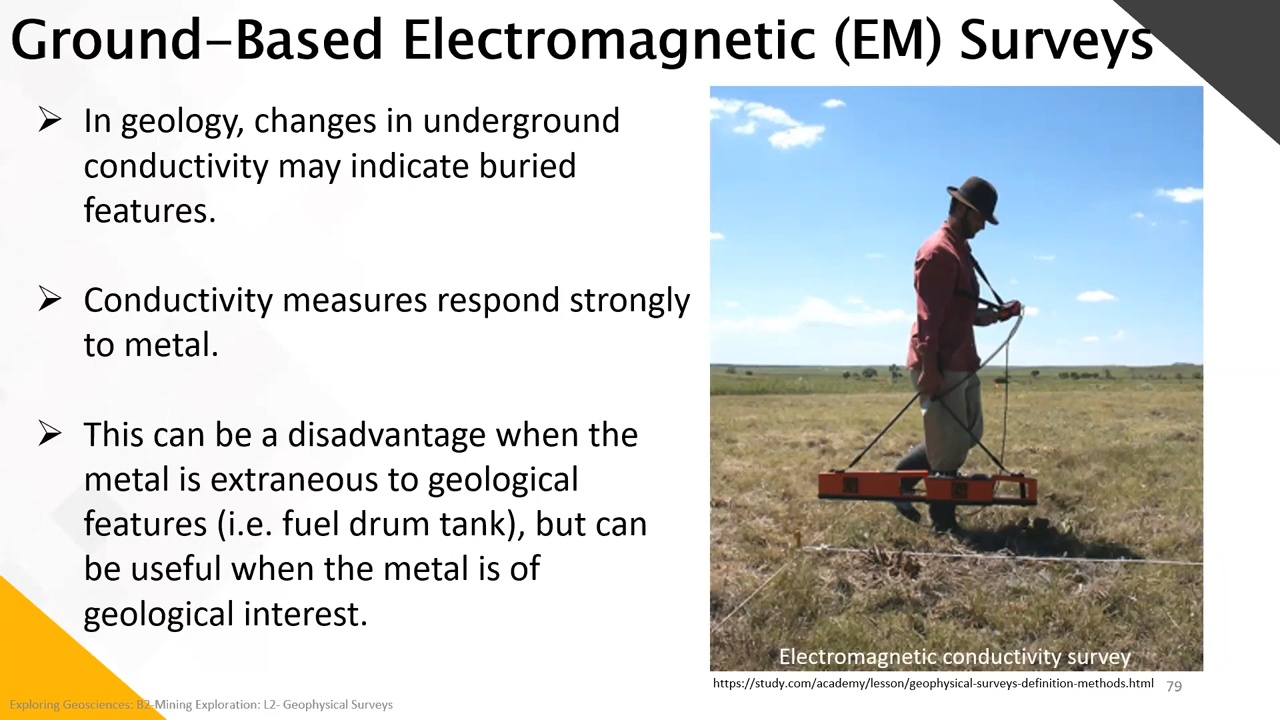 Ground–Based Electromagnetic (EM) Surveys
In geology, changes in underground
conductivity may indicate buried
features.
Conductivity measures respond strongly
to metal.
This can be a disadvantage when the
metal is extraneous to geological
features (i.e. fuel drum tank), but can
be useful when the metal is of
geological interest.
Electromagnetic conductivity survey
https://study.com/academy/lesson/geophysical-surveys-definition-methods.html
79
Exploring Geosciences: B2-Mining Exploration: L2- Geophysical Surveys